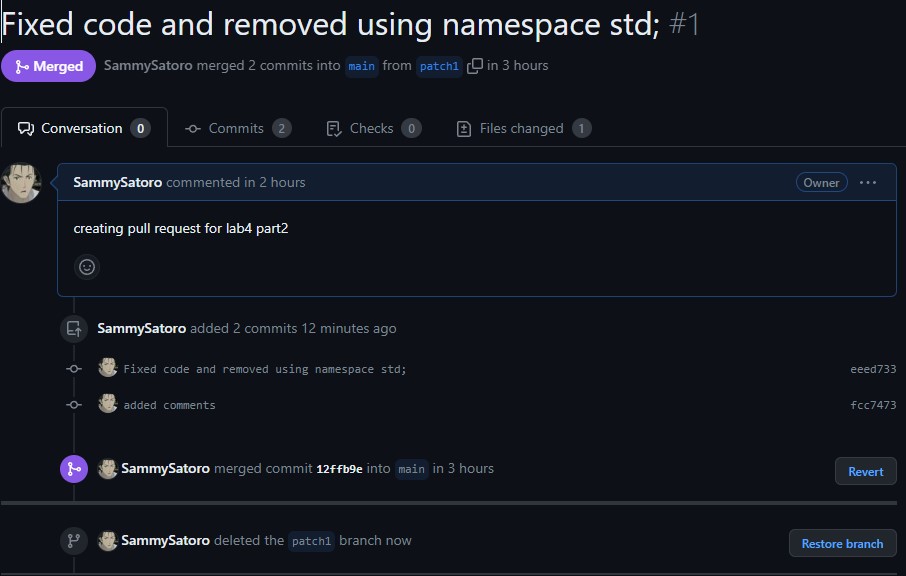 Fixed code and removed using namespace std; #1
Merged SammySatoro merged 2 commits into main from patch1 in 3 hours
Conversation 0 Commits 2 Checks 0 Files changed 1
SammySatoro commented in 2 hours Owner ...
creating pull request for lab4 part2
SammySatoro added 2 commits 12 minutes ago
Fixed code and removed using namespace std; eeed733
added comments fcc7473
SammySatoro merged commit 12ffb9e into main in 3 hours Revert
SammySatoro deleted the patch1 branch now Restore branch